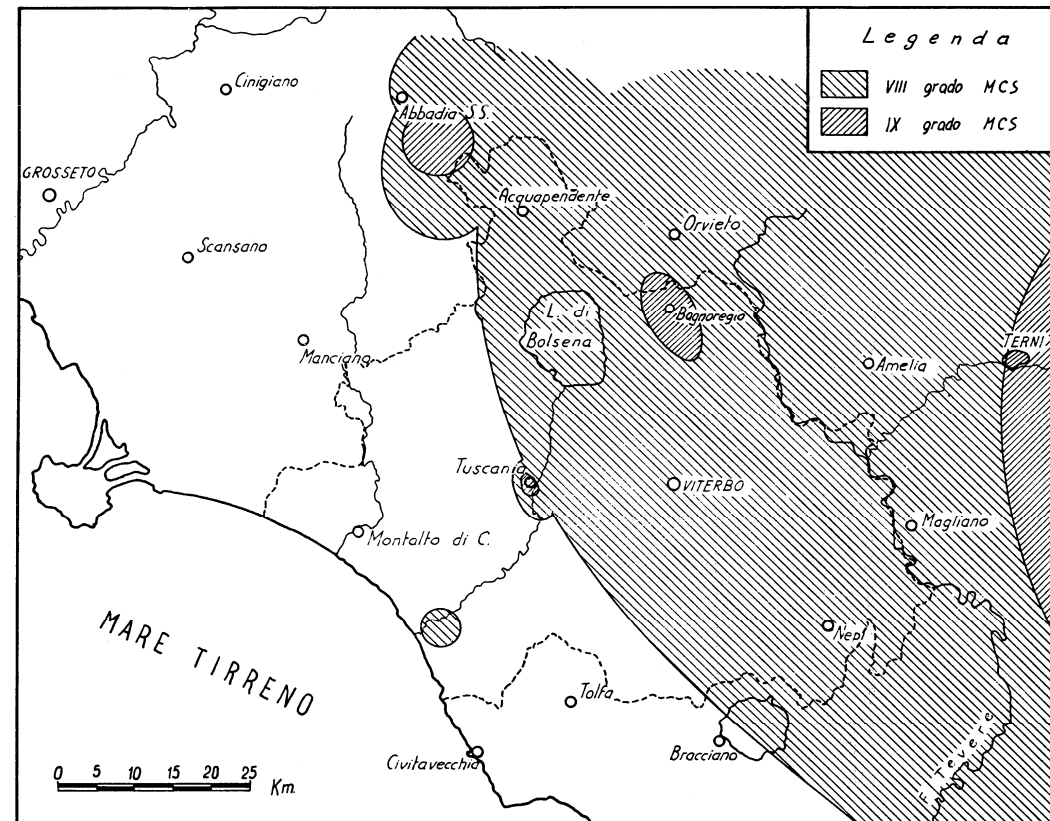 Legenda
VIII grado MCS
IX grado MCS
Cinigiano
Abbadia S.S.
GROSSETO
Acquapendente
Orvieto
Scansano
L. di
Bolsena
Bagnoregio
TERNI
Manciano
Amelia
Tuscania
VITERBO
Magliano
Montalto di C.
MARE TIRRENO
Nepi
Tolfa
Bracciano
Civitavecchia
F. Tevere
0 5 10 15 20 25 Km.